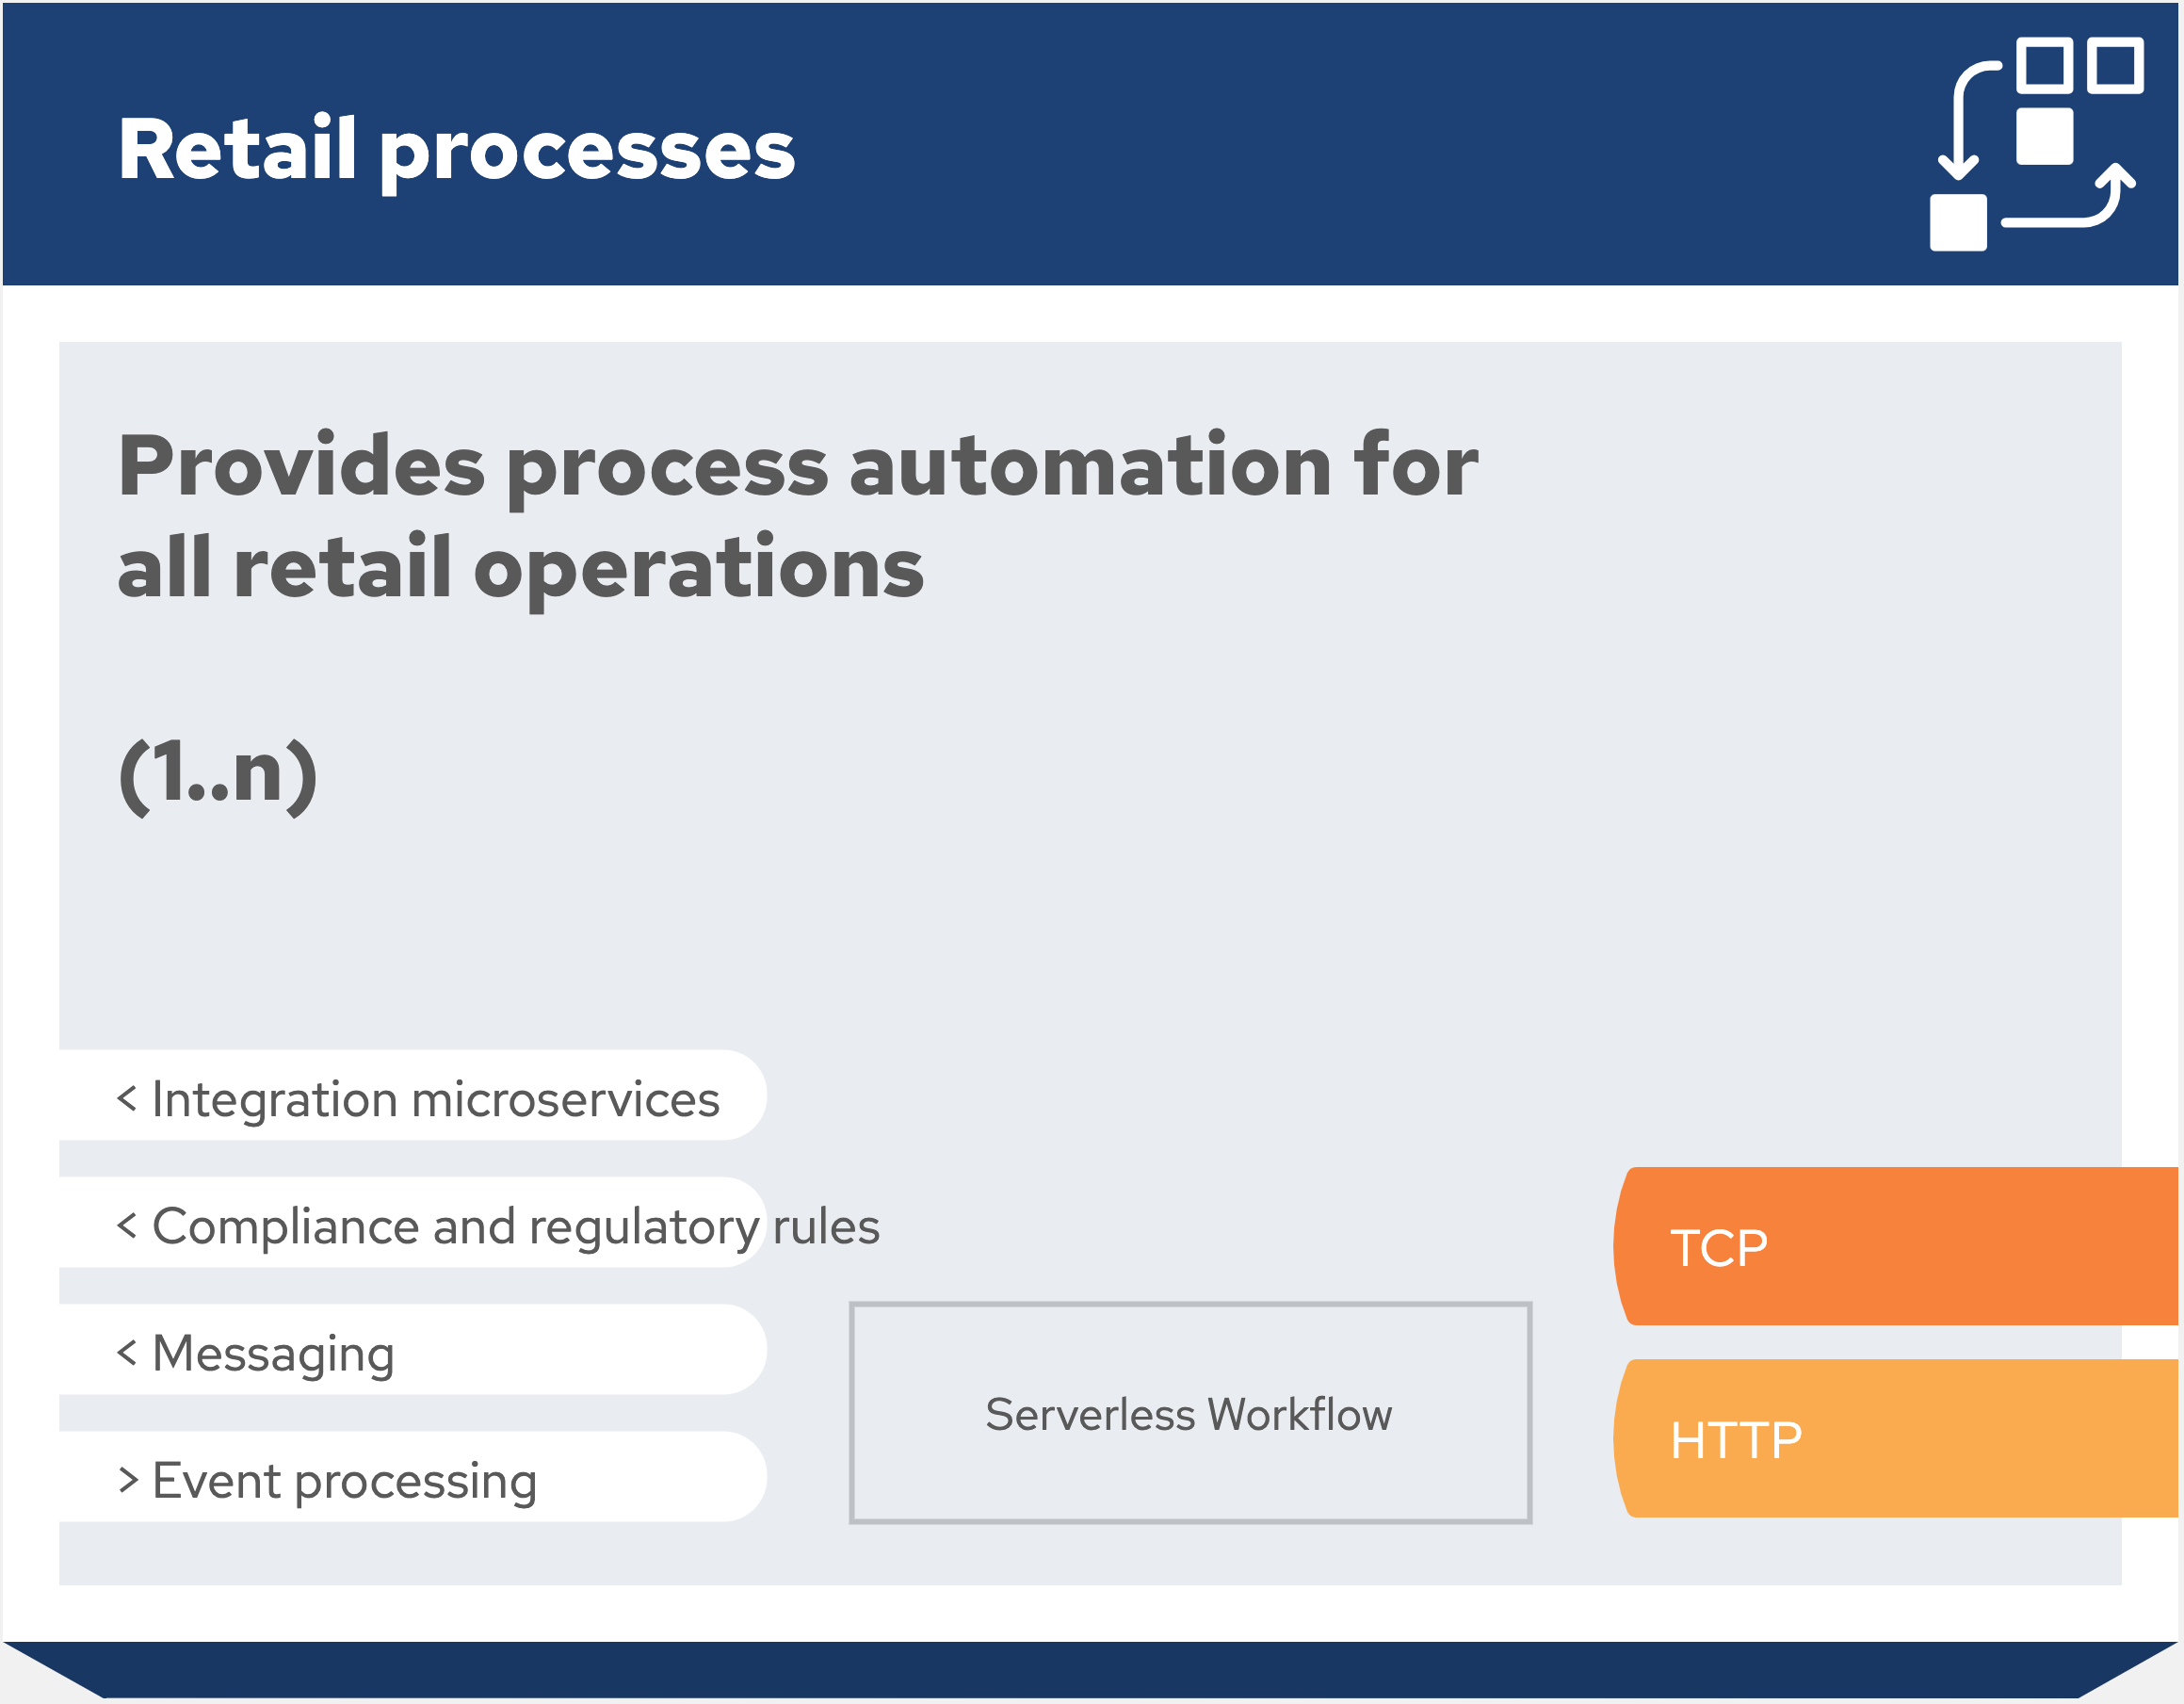 Retail processes
Provides process automation for
all retail operations
(1..n)
< Integration microservices
< Compliance and regulatory rules
< Messaging
> Event processing
Serverless Workflow
TCP
HTTP